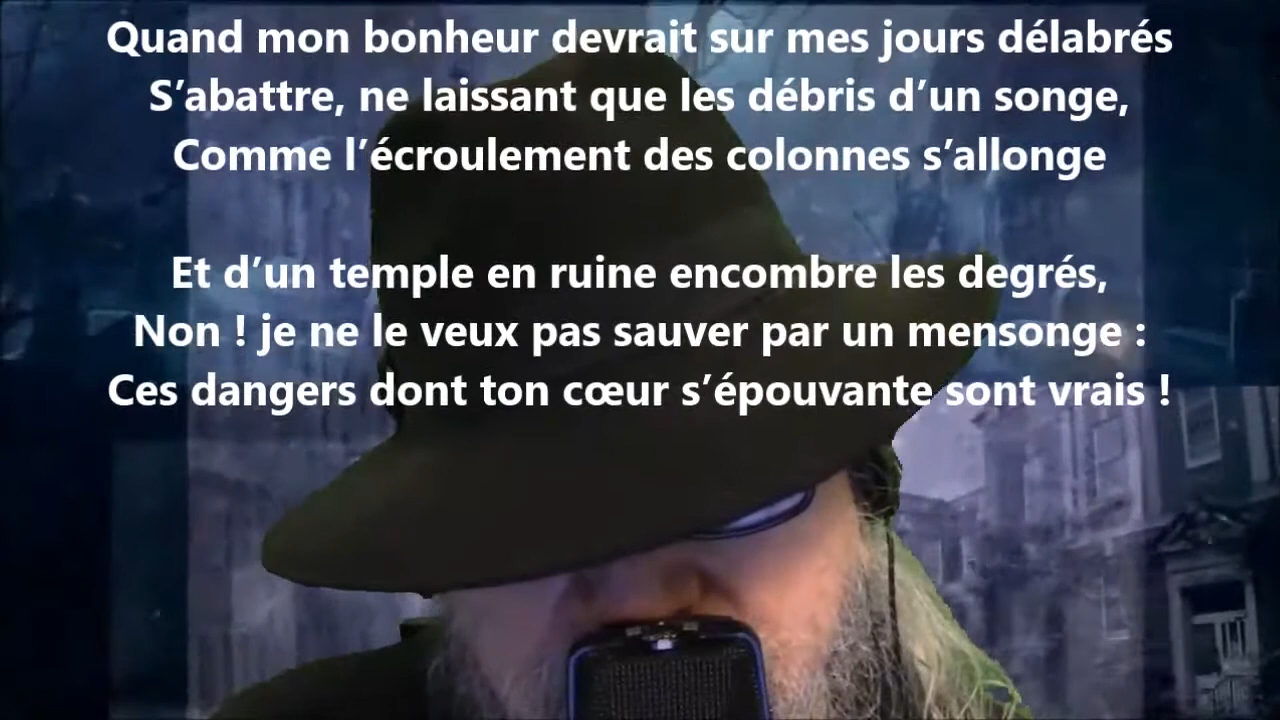 Quand mon bonheur devrait sur mes jours délabrés
S’abattre, ne laissant que les débris d’un songe,
Comme l’écroulement des colonnes s’allonge
Et d’un temple en ruine encombre les degrés,
Non ! je ne le veux pas sauver par un mensonge :
Ces dangers dont ton cœur s’épouvante sont vrais !